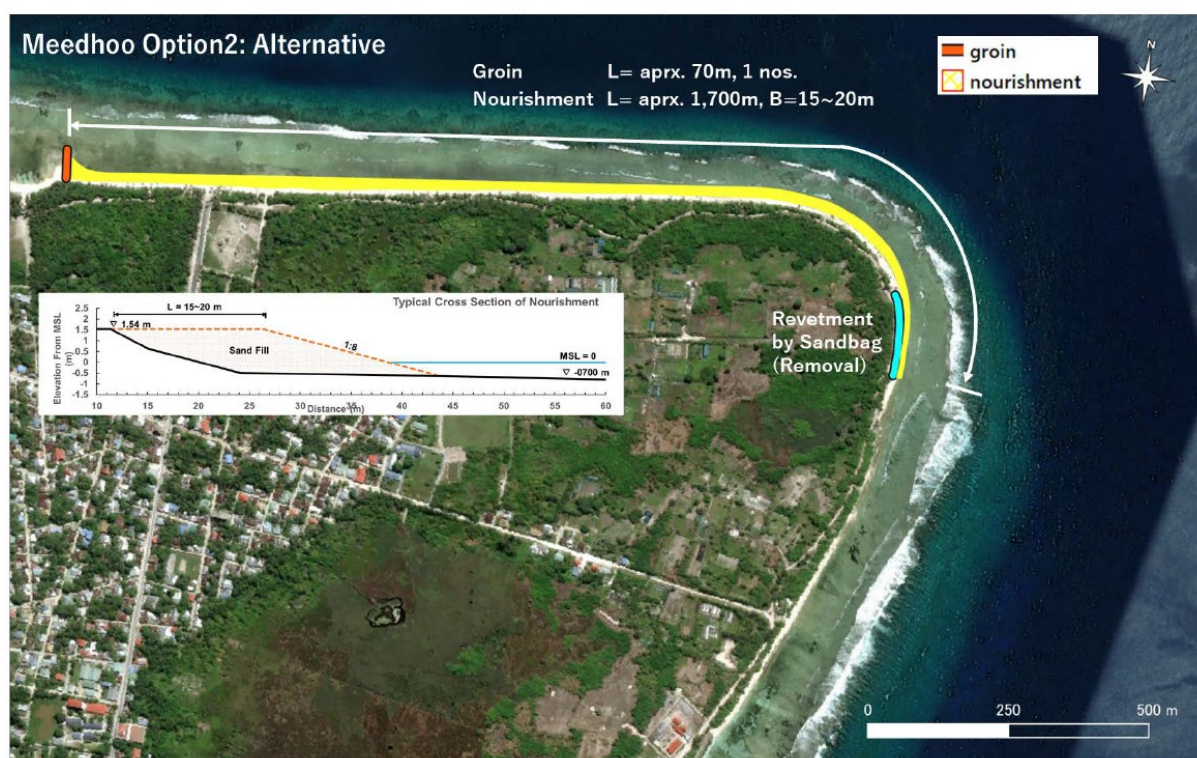 Meedhoo Option2: Alternative
Groin L= aprx. 70m, 1 nos.
Nourishment L= aprx. 1,700m, B=15~20m
groin
nourishment
N
Typical Cross Section of Nourishment
L = 15~20 m
1.54 m
Sand Fill
1:8
MSL = 0
-0700 m
Elevation From MSL
(m)
2.5
2.0
1.5
1.0
0.5
0
-0.5
-1.0
-1.5
10 15 20 25 30 35 40 45 50 55 60
Distance (m)
Revetment
by Sandbag
(Removal)
0 250 500 m